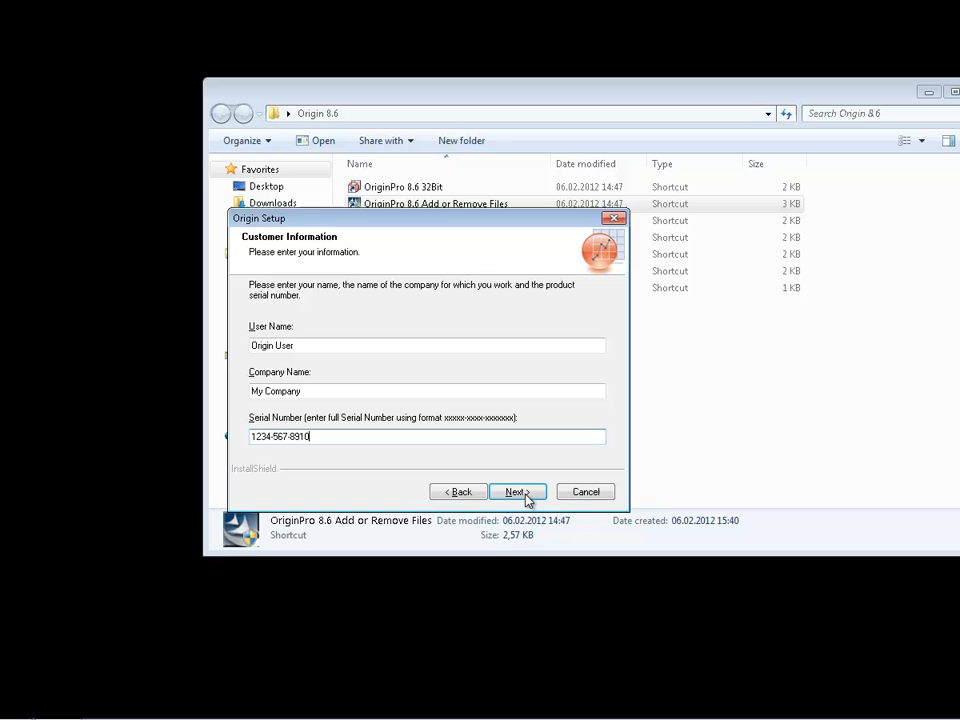 Origin 8.6
Search Origin 8.6
Organize
Open
Share with
New folder
Favorites
Desktop
Downloads
Name Date modified Type Size
OriginPro 8.6 32Bit 06.02.2012 14:47 Shortcut 2 KB
OriginPro 8.6 Add or Remove Files 06.02.2012 14:47 Shortcut 3 KB
Shortcut 2 KB
Shortcut 2 KB
Shortcut 2 KB
Shortcut 2 KB
Shortcut 1 KB
Origin Setup
Customer Information
Please enter your information.
Please enter your name, the name of the company for which you work and the product
serial number.
User Name:
Origin User
Company Name:
My Company
Serial Number (enter full Serial Number using format xxxxx-xxxx-xxxxxxx):
1234-567-8910
InstallShield
< Back
Next >
Cancel
OriginPro 8.6 Add or Remove Files Date modified: 06.02.2012 14:47 Date created: 06.02.2012 15:40
Shortcut Size: 2,57 KB